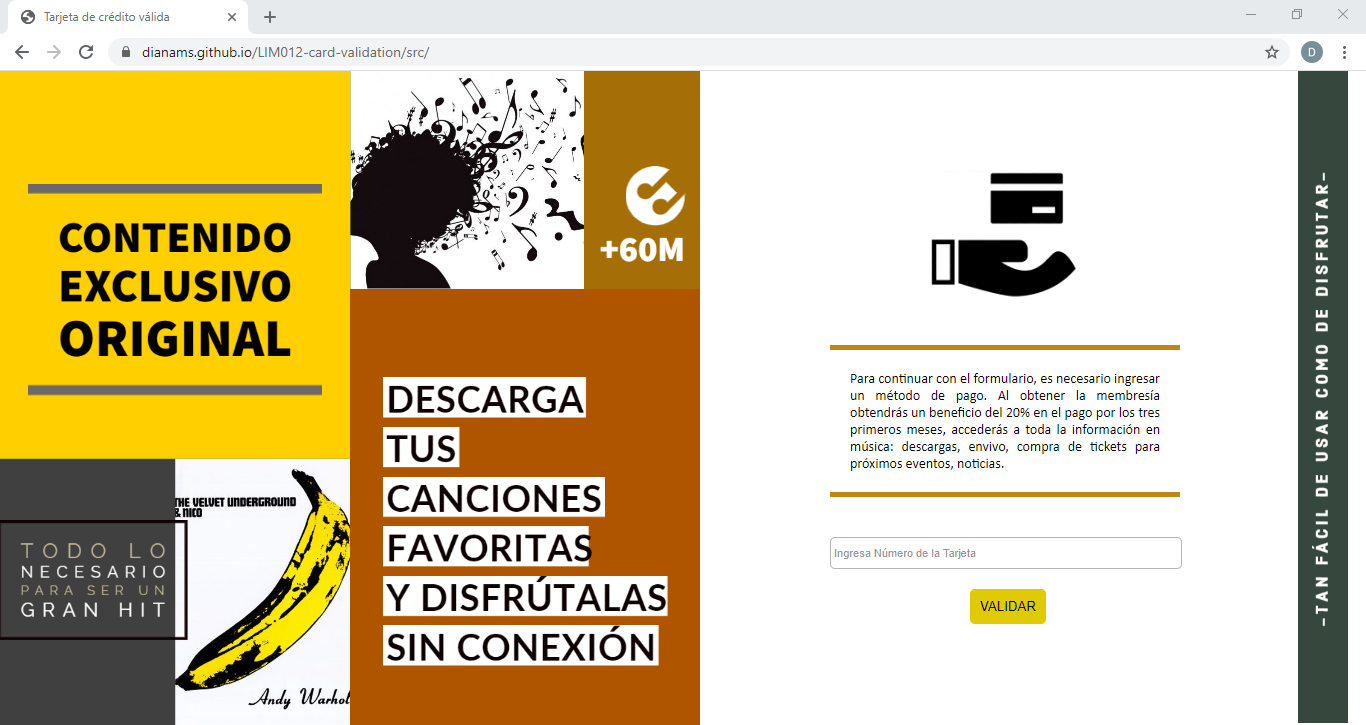 Tarjeta de crédito válida
dianams.github.io/LIM012-card-validation/src/
D
CONTENIDO
EXCLUSIVO
ORIGINAL
TODO LO
NECESARIO
PARA SER UN
GRAN HIT
THE VELVET UNDERGROUND
& NICO
Andy Warhol
+60M
DESCARGA
TUS
CANCIONES
FAVORITAS
Y DISFRÚTALAS
SIN CONEXIÓN
Para continuar con el formulario, es necesario ingresar
un método de pago. Al obtener la membresía
obtendrás un beneficio del 20% en el pago por los tres
primeros meses, accederás a toda la información en
música: descargas, envivo, compra de tickets para
próximos eventos, noticias.
Ingresa Número de la Tarjeta
VALIDAR
–TAN FÁCIL DE USAR COMO DE DISFRUTAR–